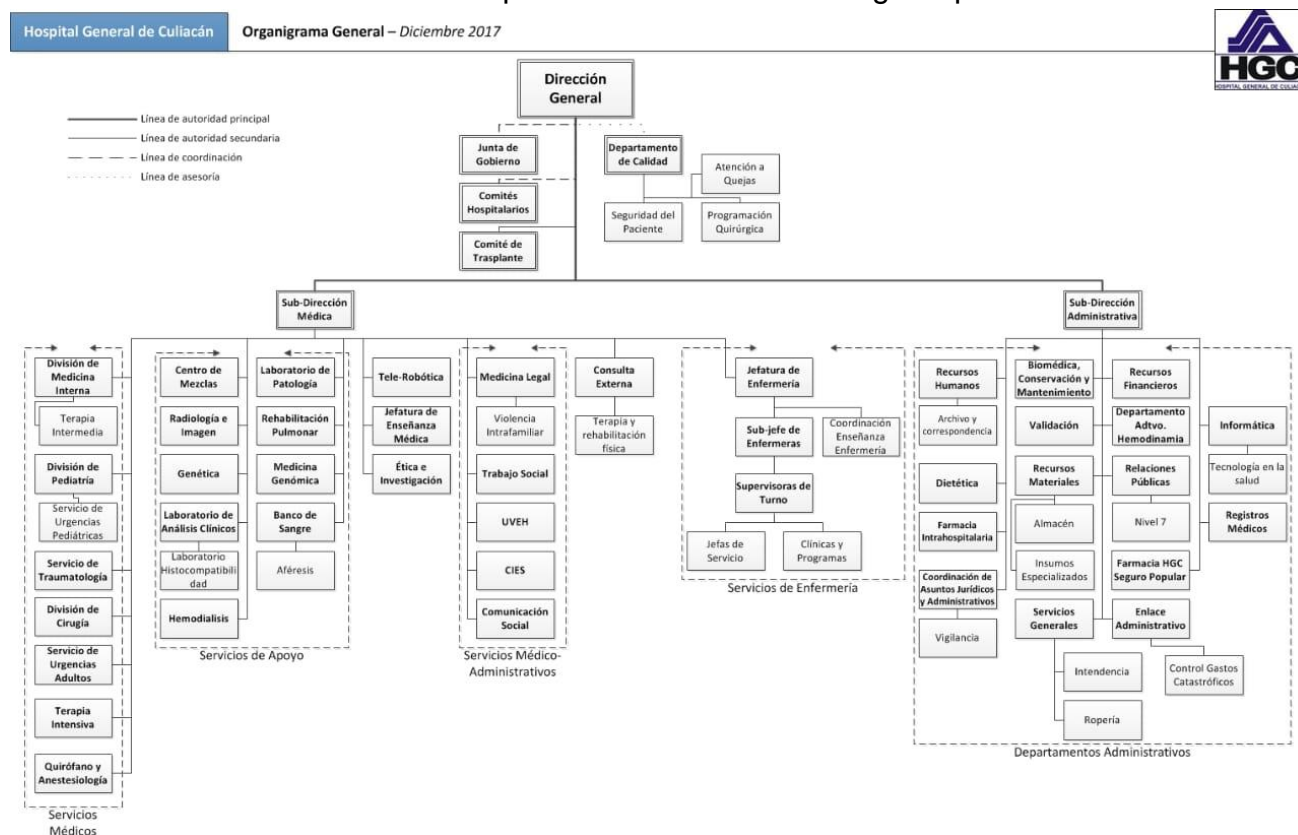 Hospital General de Culiacán
Organigrama General – Diciembre 2017
HGC
HOSPITAL GENERAL DE CULIACÁN
Dirección
General
Línea de autoridad principal
Línea de autoridad secundaria
Línea de coordinación
Línea de asesoría
Junta de
Gobierno
Departamento
de Calidad
Atención a
Quejas
Comités
Hospitalarios
Seguridad del
Paciente
Programación
Quirúrgica
Comité de
Trasplante
Sub-Dirección
Médica
Sub-Dirección
Administrativa
División de
Medicina
Interna
Terapia
Intermedia
División de
Pediatría
Servicio de
Urgencias
Pediátricas
Servicio de
Traumatología
División de
Cirugía
Servicio de
Urgencias
Adultos
Terapia
Intensiva
Quirófano y
Anestesiología
Servicios
Médicos
Centro de
Mezclas
Radiología e
Imagen
Genética
Laboratorio de
Análisis Clínicos
Laboratorio
Histocompatibili
dad
Hemodialisis
Laboratorio de
Patología
Rehabilitación
Pulmonar
Medicina
Genómica
Banco de
Sangre
Aféresis
Servicios de Apoyo
Tele-Robótica
Jefatura de
Enseñanza
Médica
Ética e
Investigación
Medicina Legal
Violencia
Intrafamiliar
Trabajo Social
UVEH
CIES
Comunicación
Social
Servicios Médico-
Administrativos
Consulta
Externa
Terapia y
rehabilitación
física
Jefatura de
Enfermería
Sub-jefe de
Enfermeras
Coordinación
Enseñanza
Enfermería
Supervisoras de
Turno
Jefas de
Servicio
Clínicas y
Programas
Servicios de Enfermería
Recursos
Humanos
Archivo y
correspondencia
Dietética
Farmacia
Intrahospitalaria
Coordinación de
Asuntos Jurídicos
y Administrativos
Vigilancia
Biomédica,
Conservación y
Mantenimiento
Validación
Recursos
Materiales
Almacén
Insumos
Especializados
Servicios
Generales
Intendencia
Ropería
Recursos
Financieros
Departamento
Adtvo.
Hemodinamia
Relaciones
Públicas
Nivel 7
Farmacia HGC
Seguro Popular
Enlace
Administrativo
Control Gastos
Catastróficos
Informática
Tecnología en la
salud
Registros
Médicos
Departamentos Administrativos